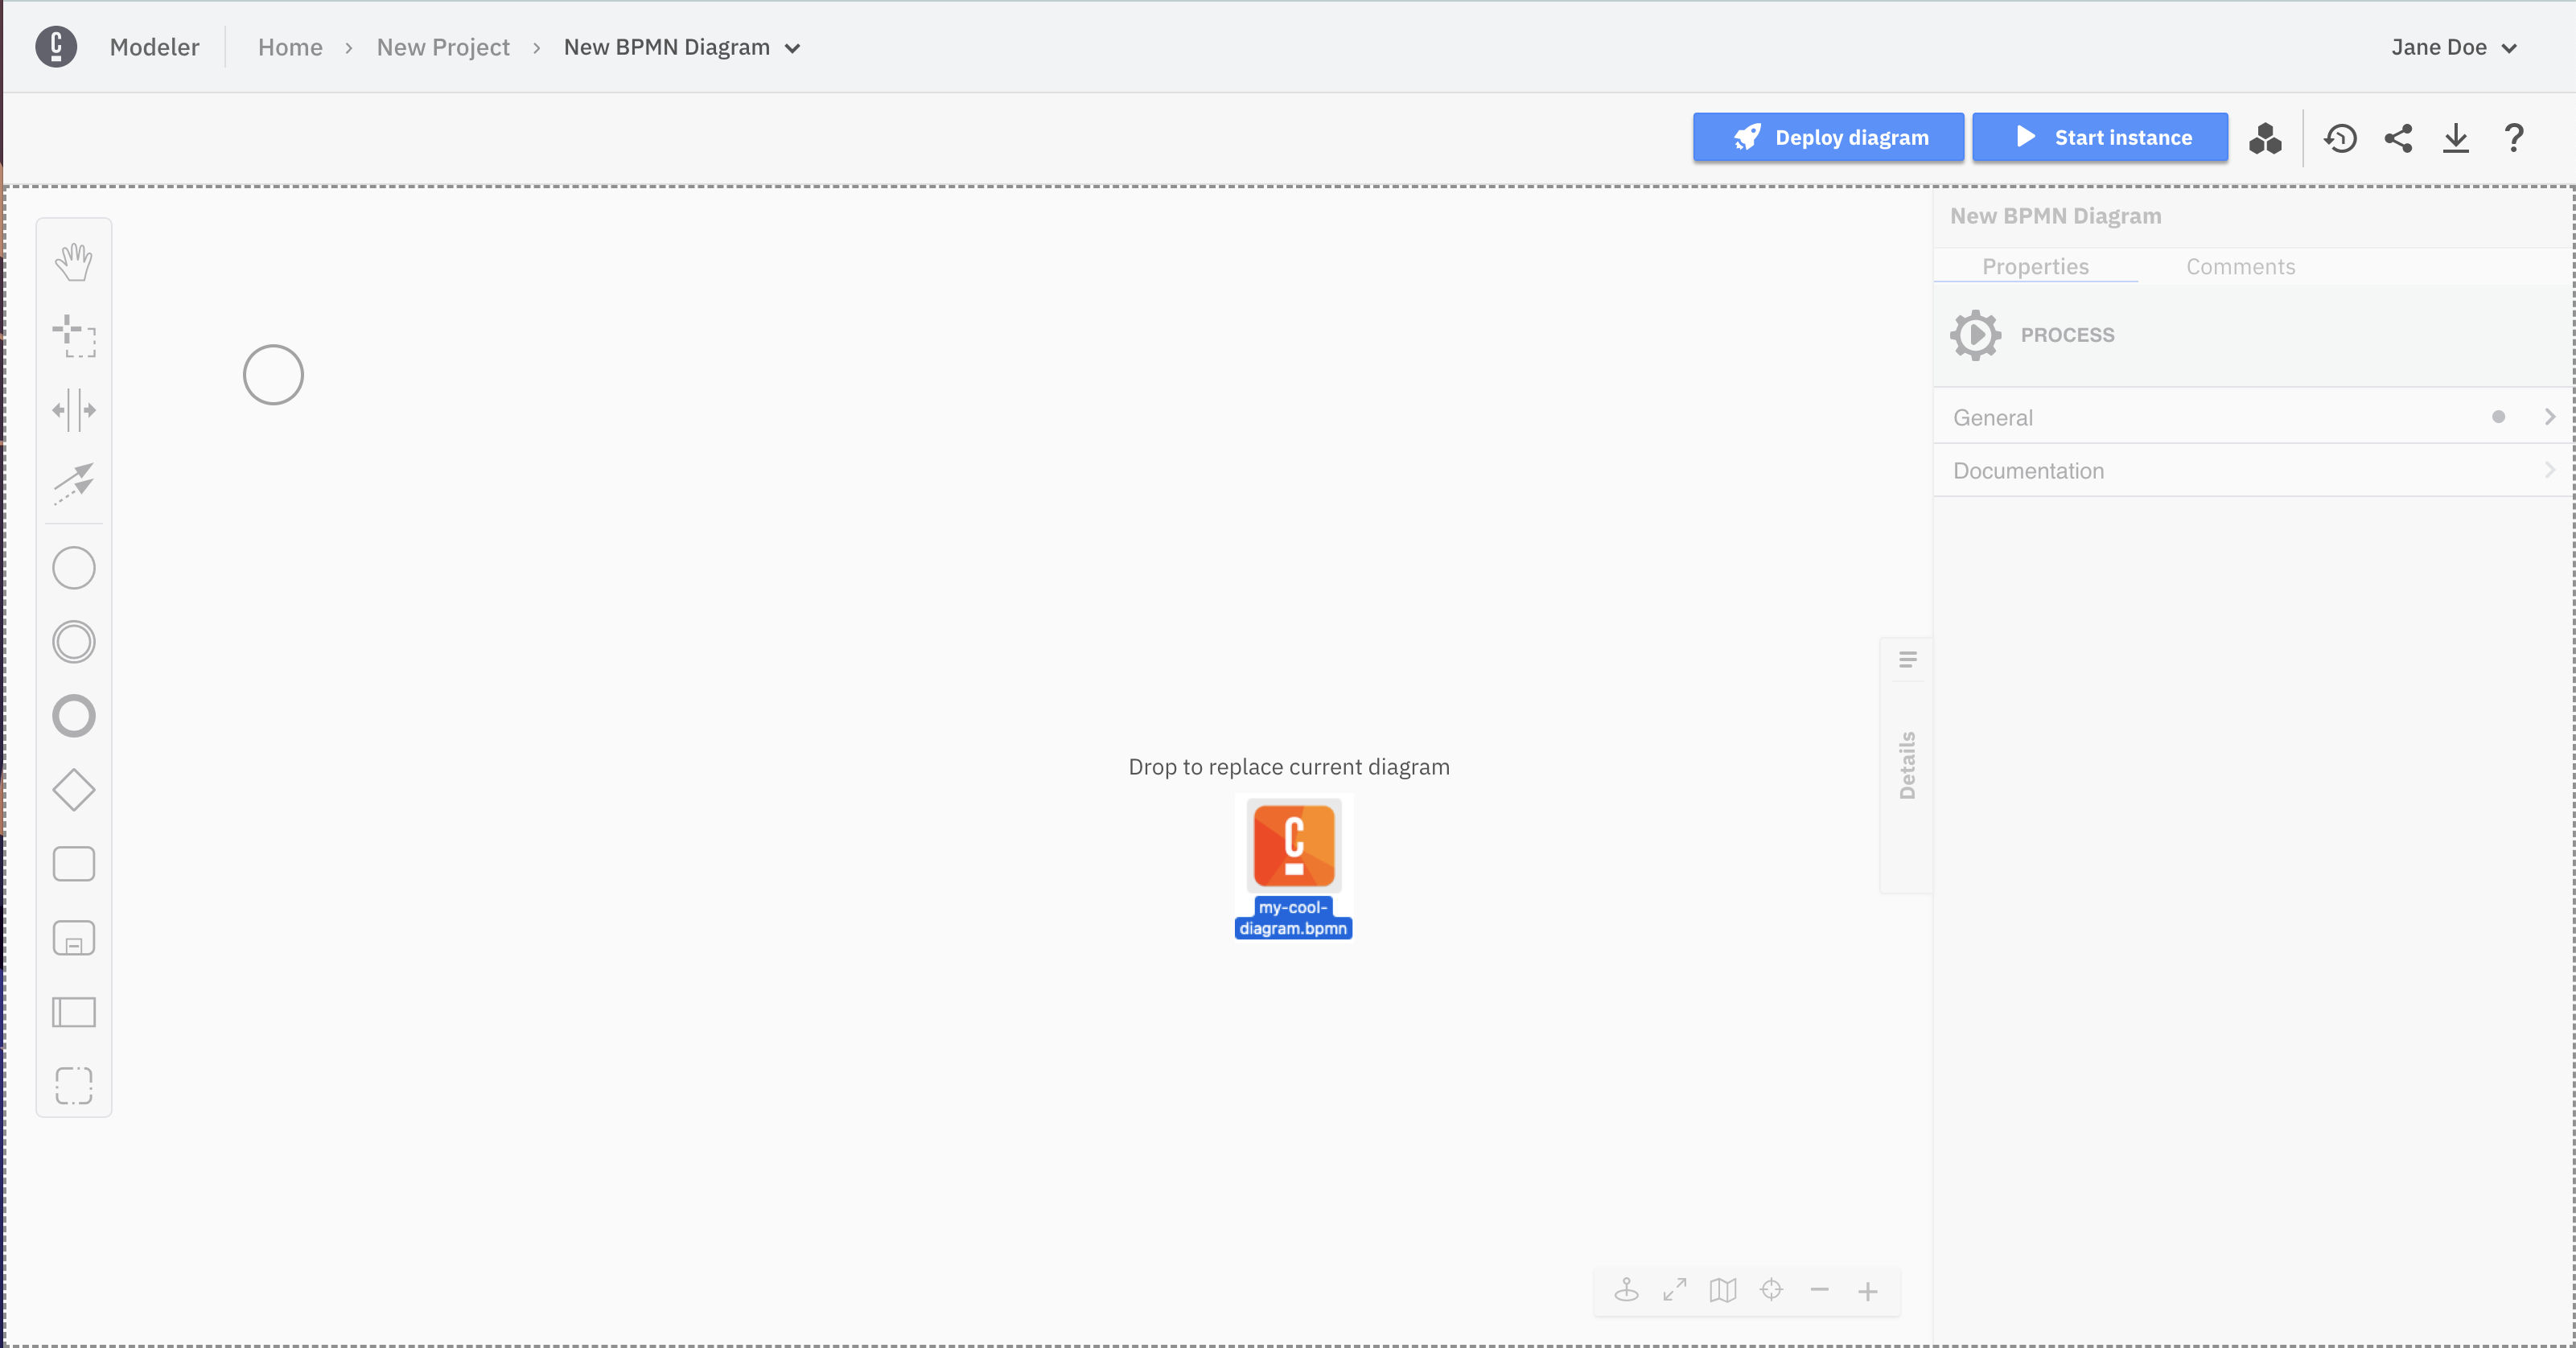 Modeler
Home › New Project › New BPMN Diagram
Jane Doe
Deploy diagram
Start instance
?
New BPMN Diagram
Properties
Comments
PROCESS
General
Documentation
Details
Drop to replace current diagram
my-cool-
diagram.bpmn